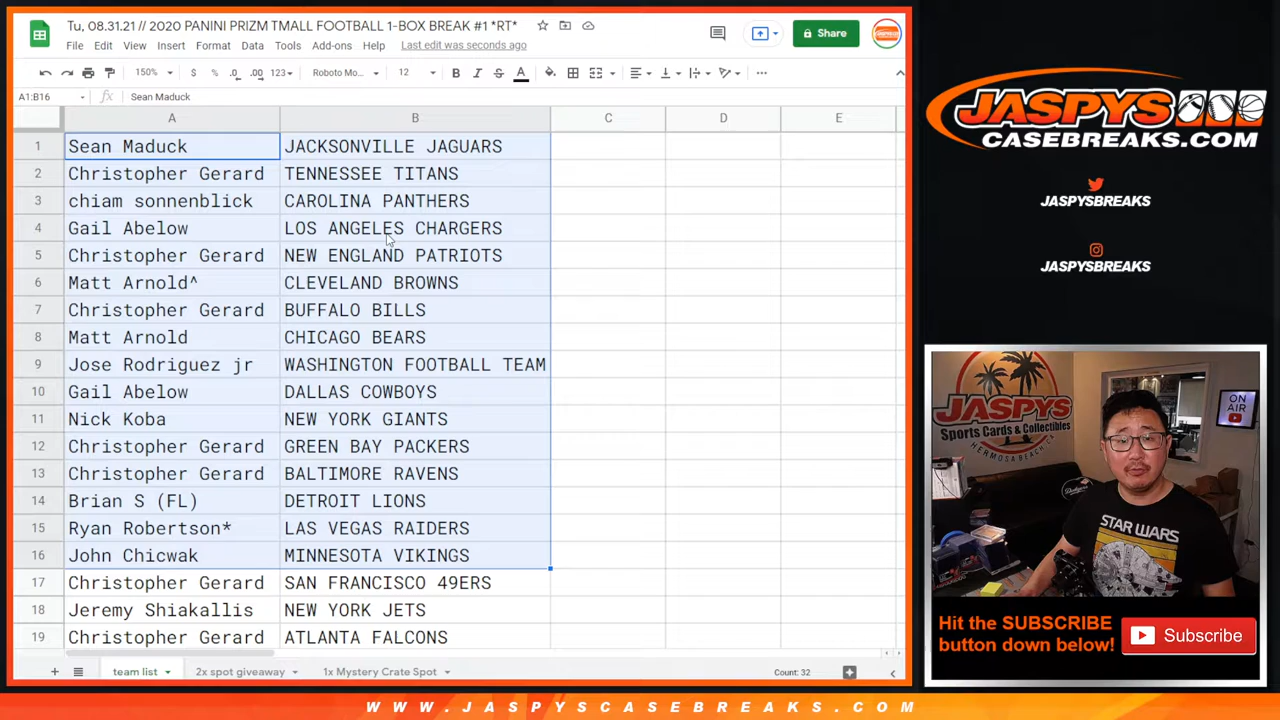 Tu, 08.31.21 // 2020 PANINI PRIZM TMALL FOOTBALL 1-BOX BREAK #1 *RT*
File Edit View Insert Format Data Tools Add-ons Help Last edit was seconds ago
Share
150% $ % .0 .00 123 Roboto Mo... 12 B I S A
A1:B16 fx Sean Maduck
A B C D E
1 Sean Maduck JACKSONVILLE JAGUARS
2 Christopher Gerard TENNESSEE TITANS
3 chiam sonnenblick CAROLINA PANTHERS
4 Gail Abelow LOS ANGELES CHARGERS
5 Christopher Gerard NEW ENGLAND PATRIOTS
6 Matt Arnold^ CLEVELAND BROWNS
7 Christopher Gerard BUFFALO BILLS
8 Matt Arnold CHICAGO BEARS
9 Jose Rodriguez jr WASHINGTON FOOTBALL TEAM
10 Gail Abelow DALLAS COWBOYS
11 Nick Koba NEW YORK GIANTS
12 Christopher Gerard GREEN BAY PACKERS
13 Christopher Gerard BALTIMORE RAVENS
14 Brian S (FL) DETROIT LIONS
15 Ryan Robertson* LAS VEGAS RAIDERS
16 John Chicwak MINNESOTA VIKINGS
17 Christopher Gerard SAN FRANCISCO 49ERS
18 Jeremy Shiakallis NEW YORK JETS
19 Christopher Gerard ATLANTA FALCONS
team list 2x spot giveaway 1x Mystery Crate Spot Count: 32
JASPYS
CASEBREAKS.COM
JASPYSBREAKS
JASPYSBREAKS
JASPYS
Sports Cards & Collectibles
HERMOSA BEACH
ON AIR
Dodgers
STAR WARS
Hit the SUBSCRIBE
button down below!
Subscribe
WWW.JASPYSCASEBREAKS.COM